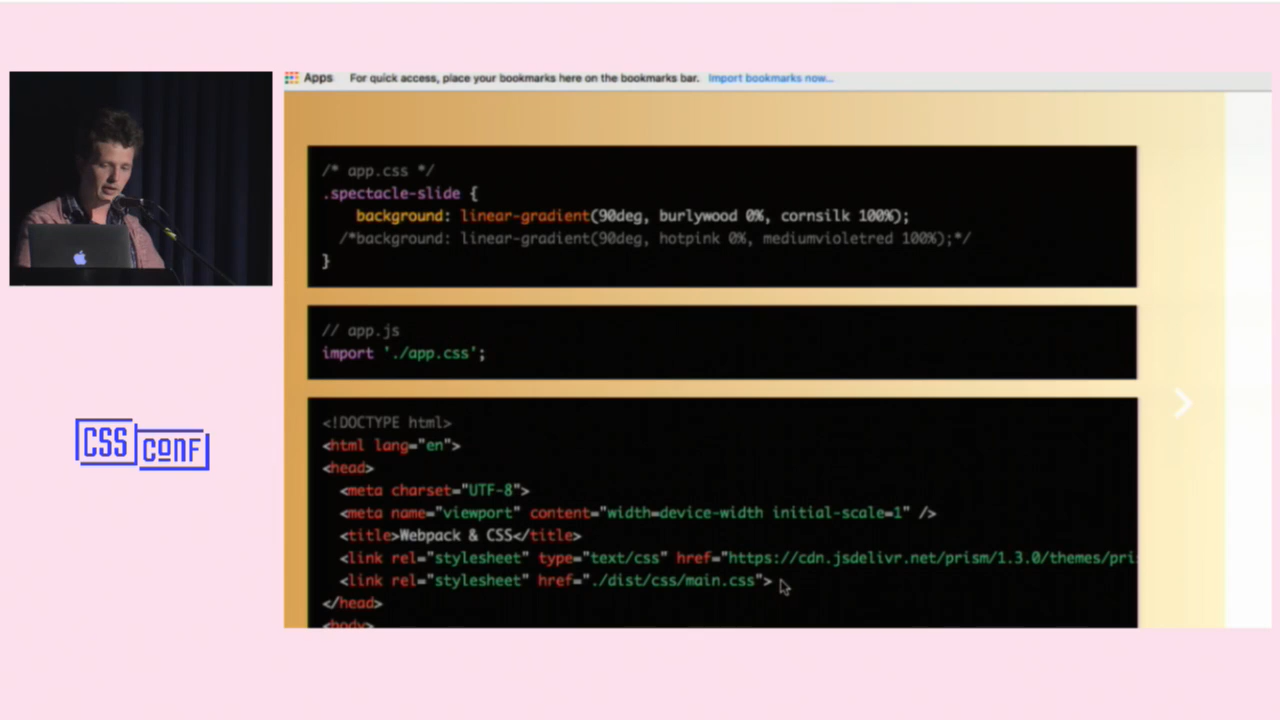 Apps For quick access, place your bookmarks here on the bookmarks bar. Import bookmarks now...
/* app.css */
.spectacle-slide {
background: linear-gradient(90deg, burlywood 0%, cornsilk 100%);
/*background: linear-gradient(90deg, hotpink 0%, mediumvioletred 100%);*/
}
// app.js
import './app.css';
<!DOCTYPE html>
<html lang="en">
<head>
<meta charset="UTF-8">
<meta name="viewport" content="width=device-width initial-scale=1" />
<title>Webpack & CSS</title>
<link rel="stylesheet" type="text/css" href="https://cdn.jsdelivr.net/prism/1.3.0/themes/pri
<link rel="stylesheet" href="./dist/css/main.css">
</head>
<body>
CSS
CONF